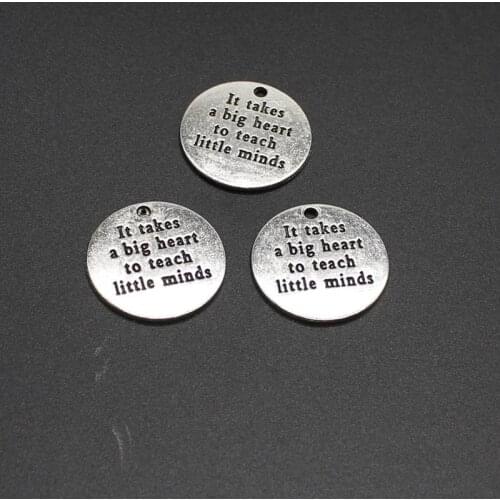 It takes
a big heart
to teach
little minds
It takes
a big heart
to teach
little minds
It takes
a big heart
to teach
little minds